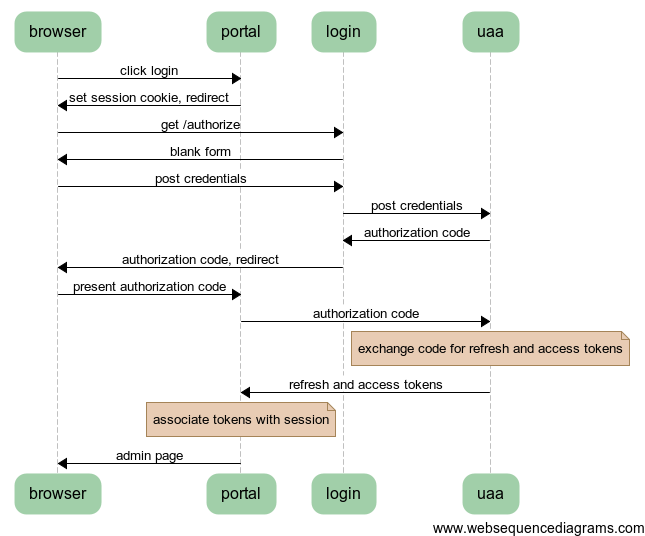 browser portal login uaa
click login
set session cookie, redirect
get /authorize
blank form
post credentials
post credentials
authorization code
authorization code, redirect
present authorization code
authorization code
exchange code for refresh and access tokens
refresh and access tokens
associate tokens with session
admin page
browser portal login uaa
www.websequencediagrams.com